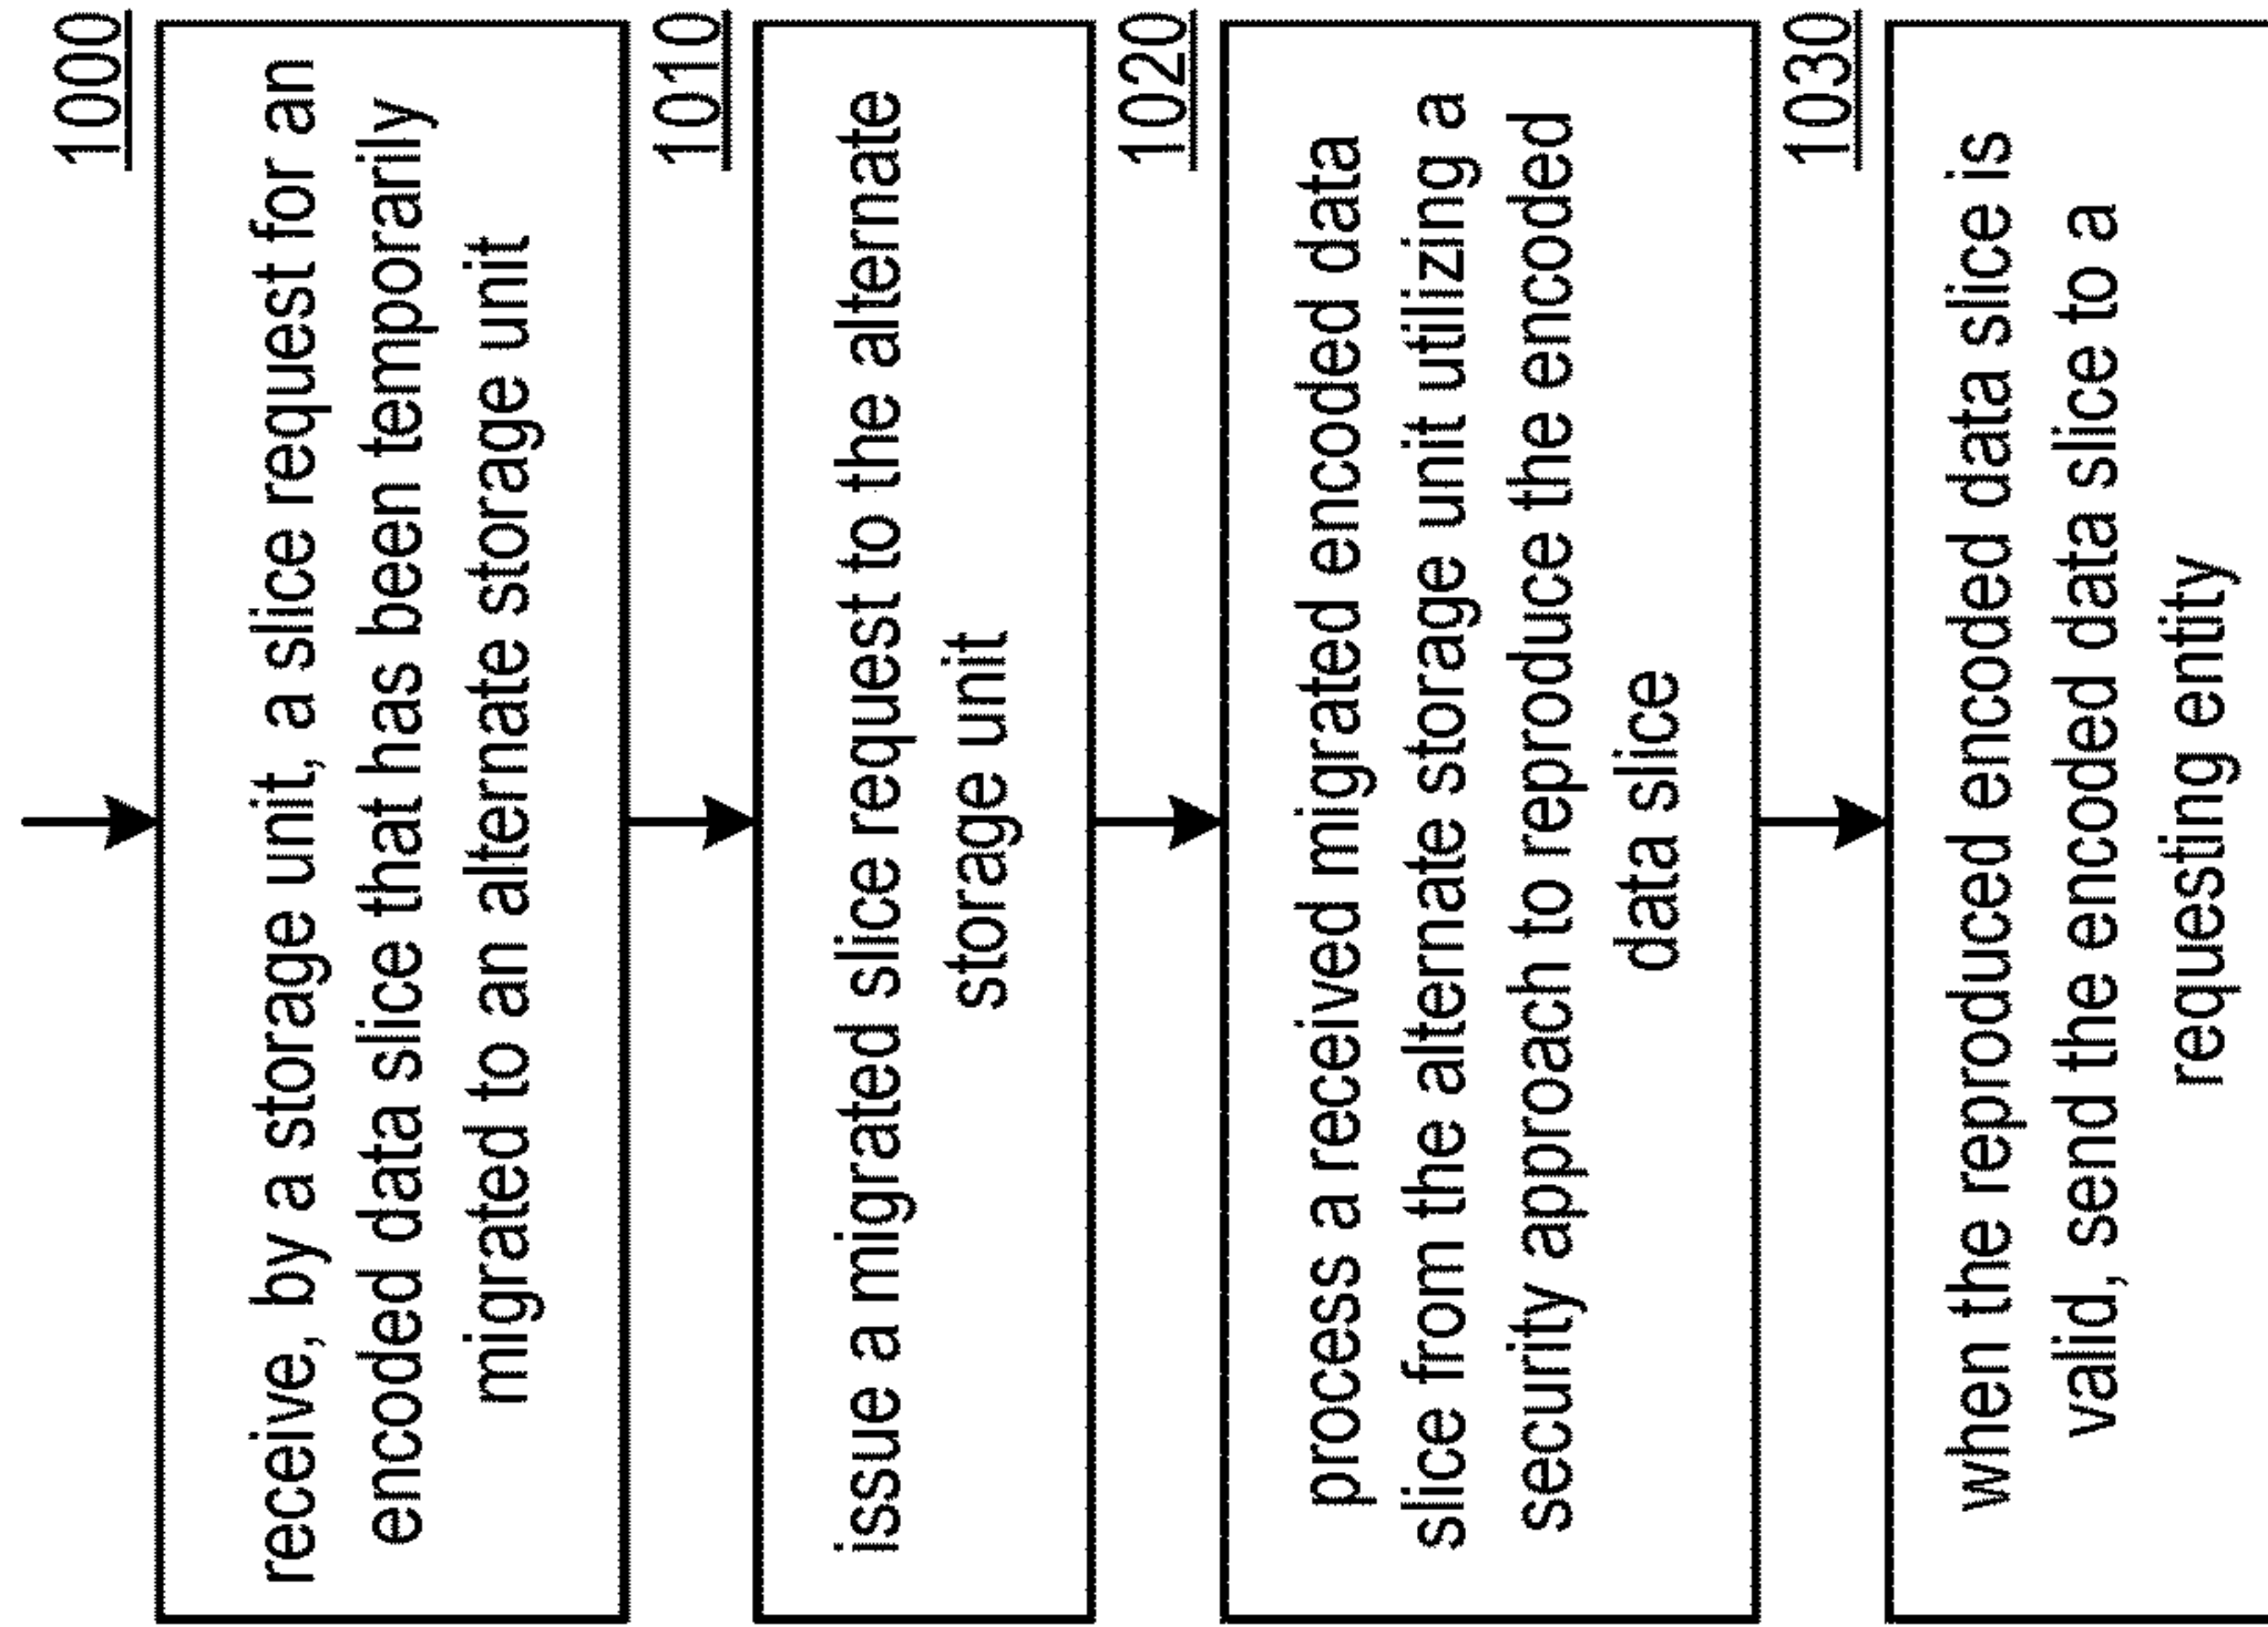 1000
receive, by a storage unit, a slice request for an
encoded data slice that has been temporarily
migrated to an alternate storage unit
1010
issue a migrated slice request to the alternate
storage unit
1020
process a received migrated encoded data
slice from the alternate storage unit utilizing a
security approach to reproduce the encoded
data slice
1030
when the reproduced encoded data slice is
valid, send the encoded data slice to a
requesting entity